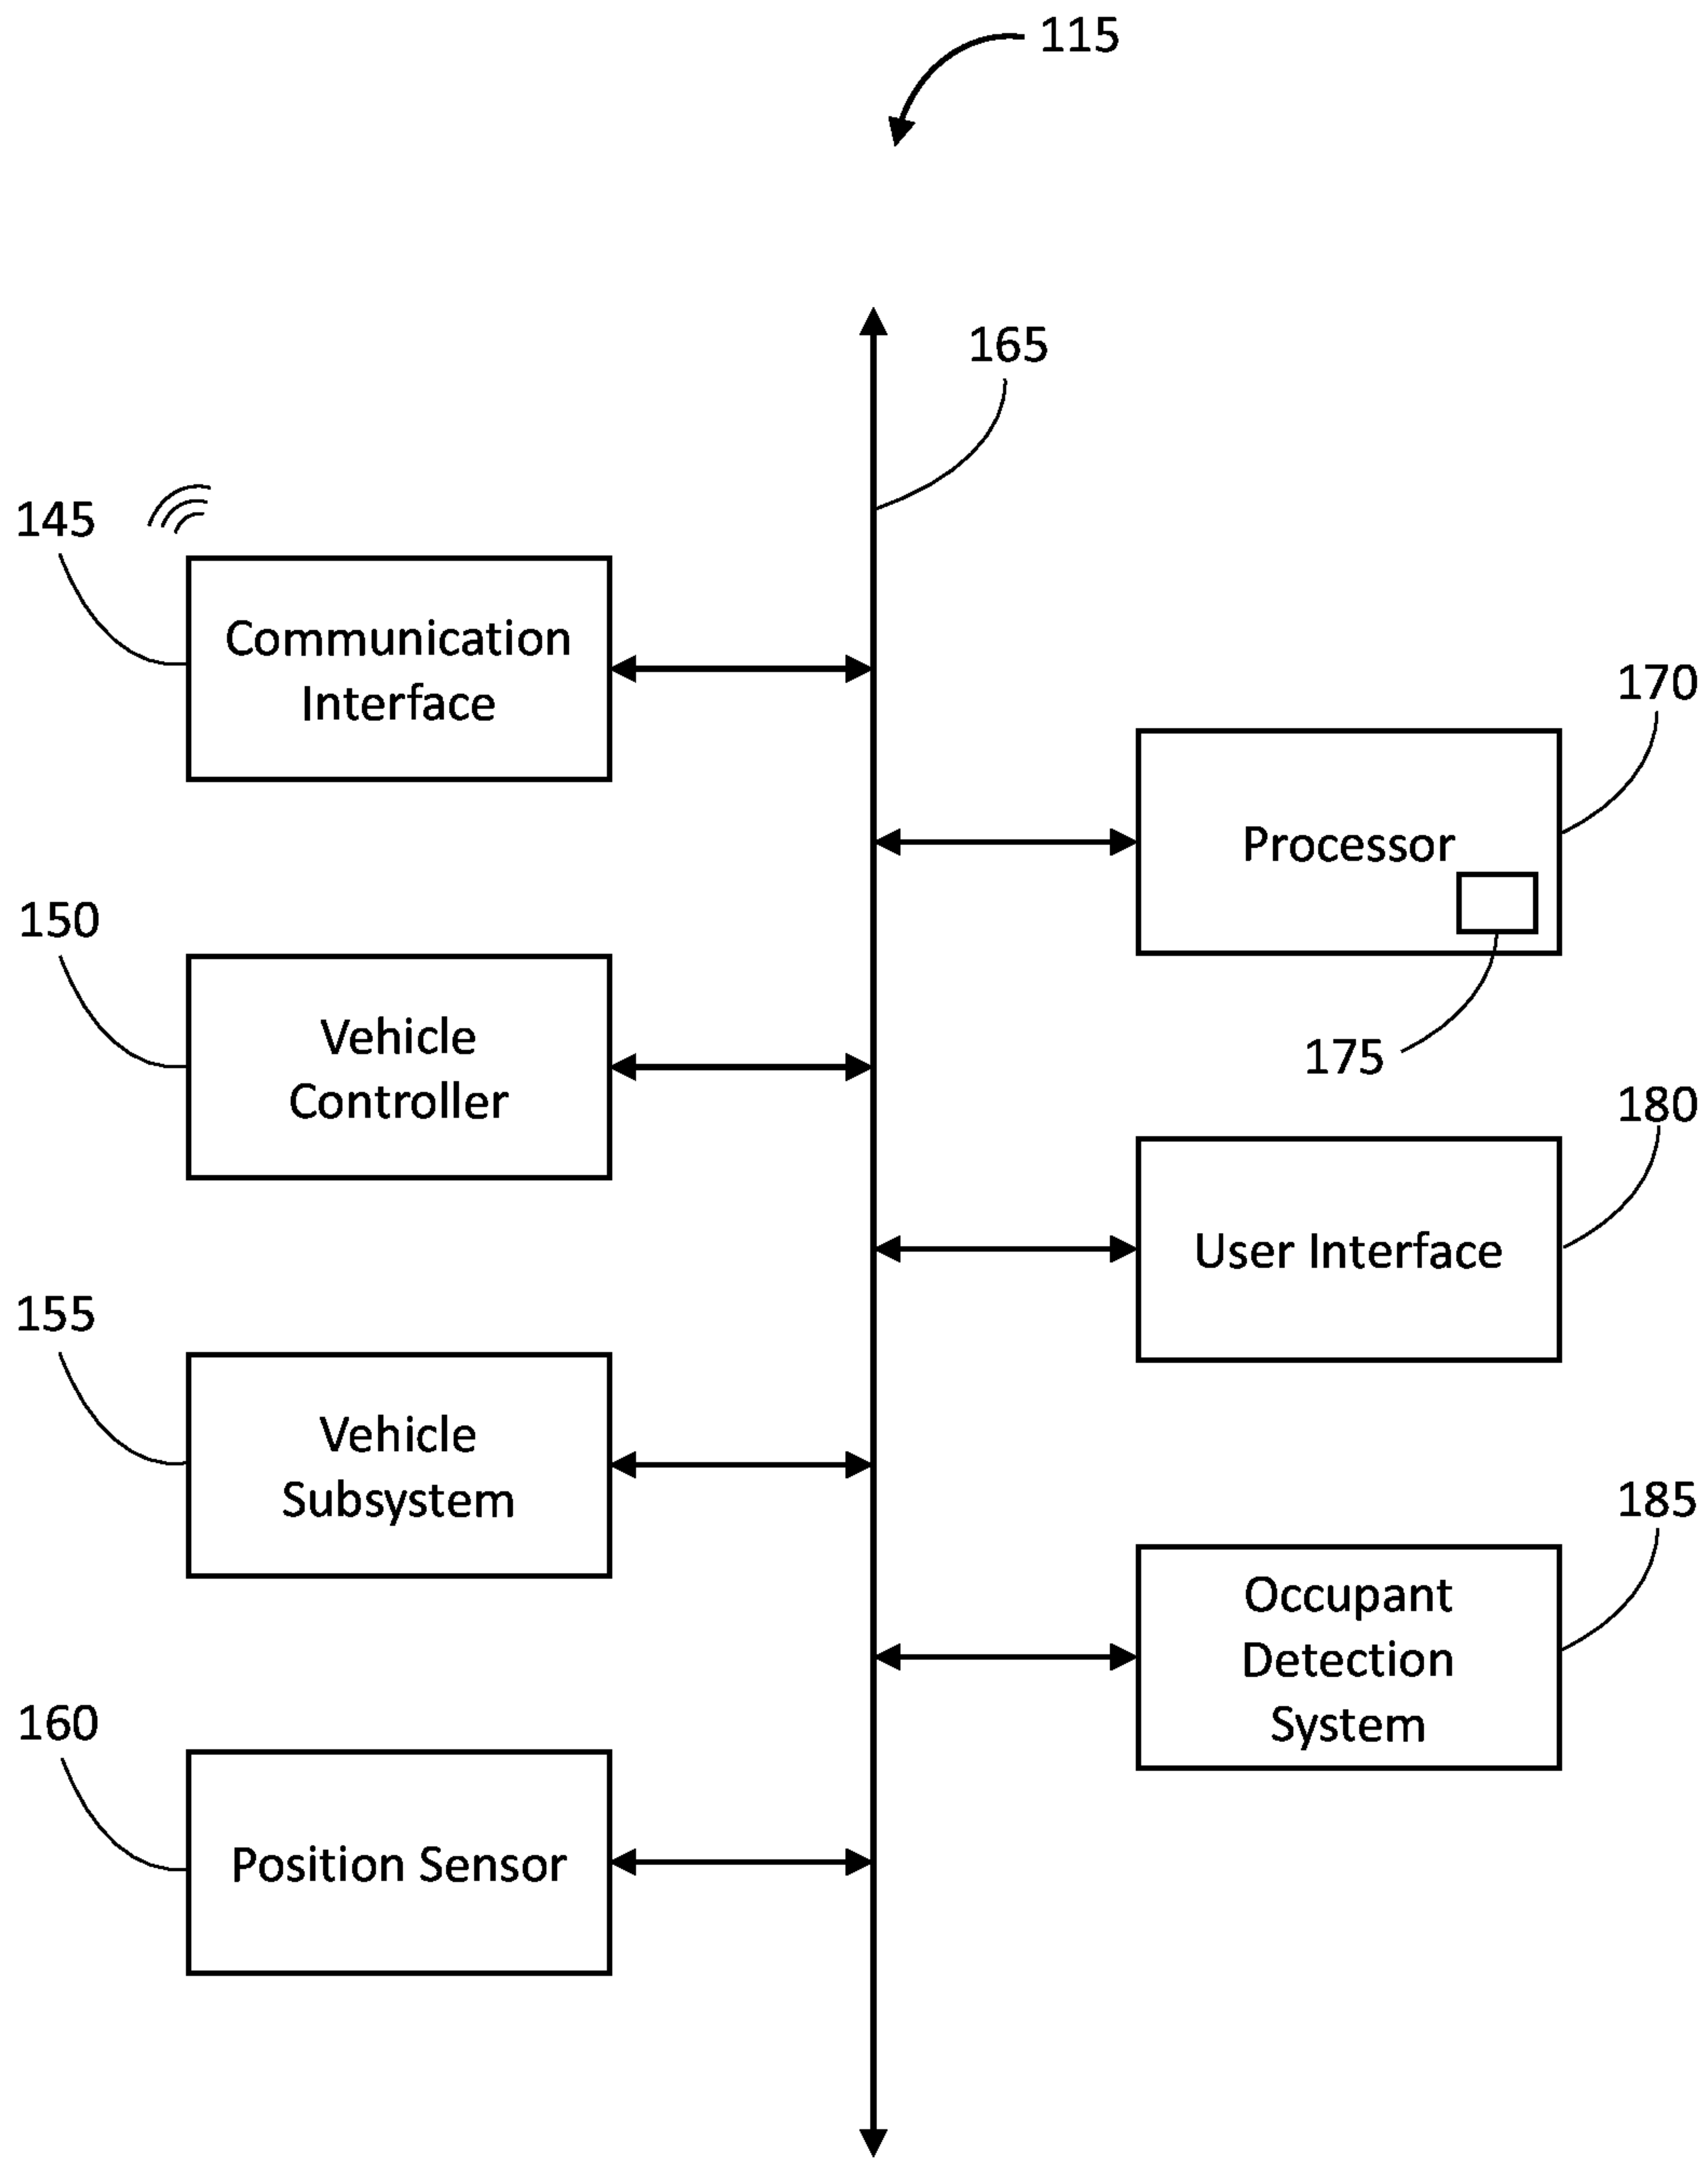 115
165
145
Communication
Interface
170
Processor
150
Vehicle
Controller
175
180
User Interface
155
Vehicle
Subsystem
185
Occupant
Detection
System
160
Position Sensor